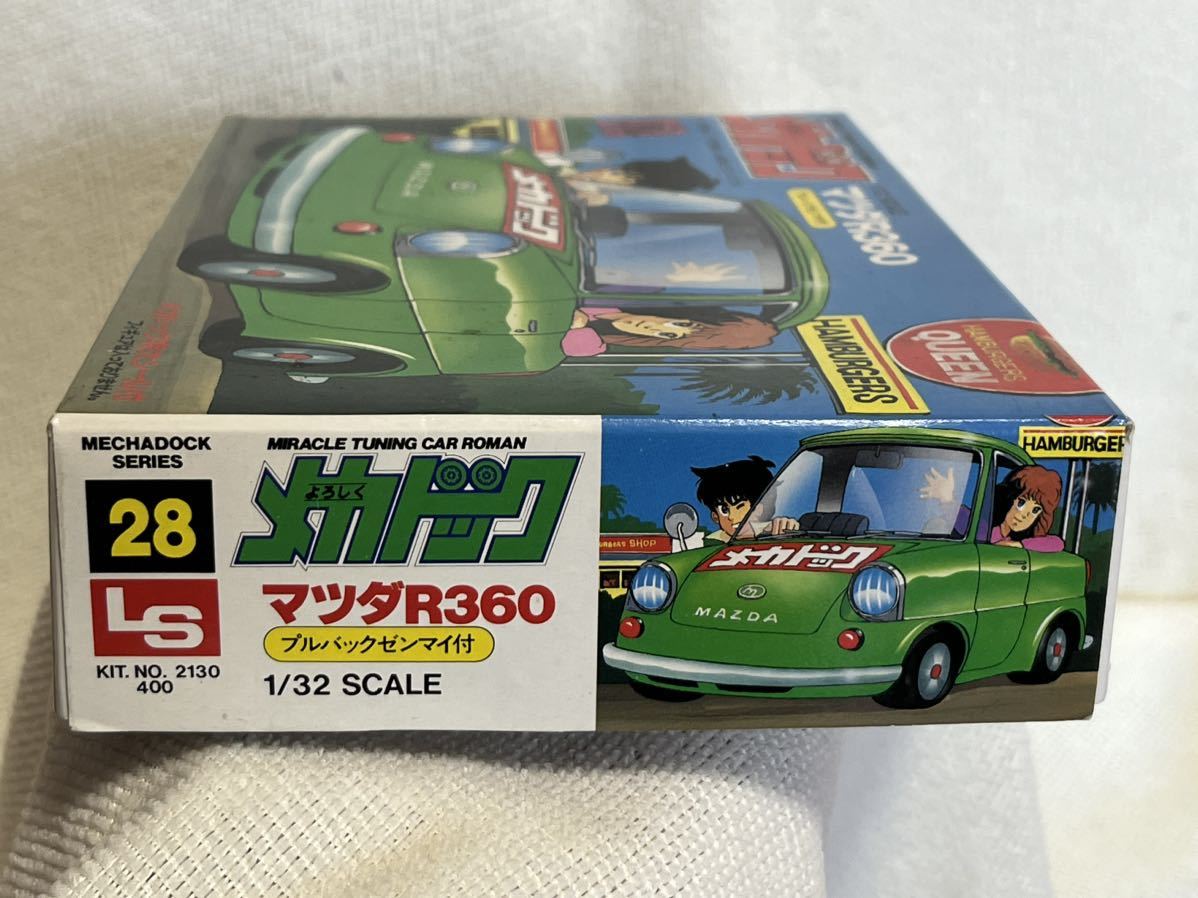 マツダR360
HAMBURGERS
HAMBURGERS
QUEEN
メカドック
MAZDA
MECHADOCK
SERIES
28
LS
KIT. NO. 2130
400
MIRACLE TUNING CAR ROMAN
よろしく
メカドック
マツダR360
プルバックゼンマイ付
1/32 SCALE
SHOP
メカドック
MAZDA
HAMBURGER